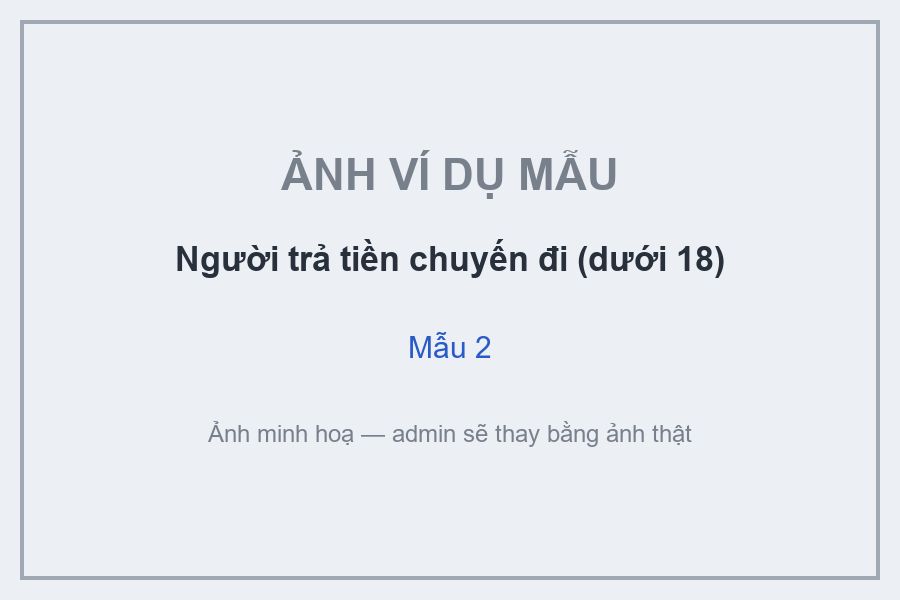 ẢNH VÍ DỤ MẪU
Người trả tiền chuyến đi (dưới 18)
Mẫu 2
Ảnh minh hoạ — admin sẽ thay bằng ảnh thật